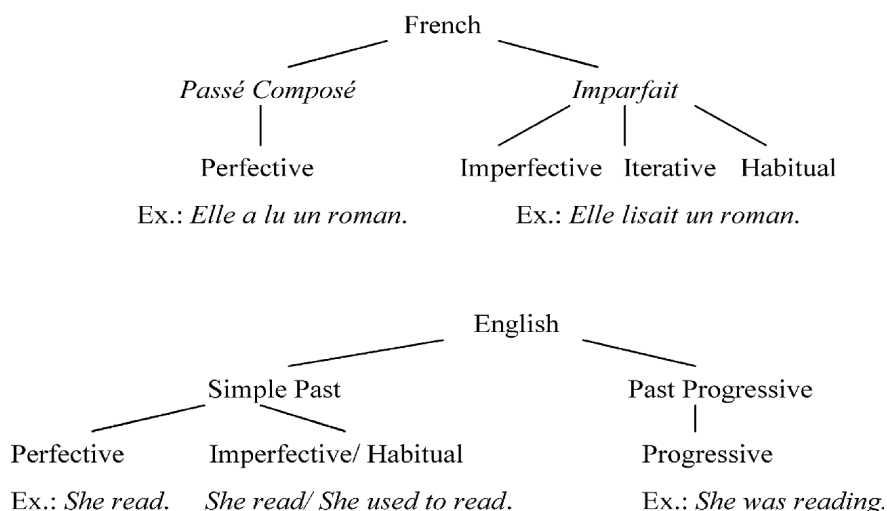 French
Passé Composé Imparfait
Perfective Imperfective Iterative Habitual
Ex.: Elle a lu un roman. Ex.: Elle lisait un roman.
English
Simple Past Past Progressive
Perfective Imperfective/ Habitual Progressive
Ex.: She read. She read/ She used to read. Ex.: She was reading.